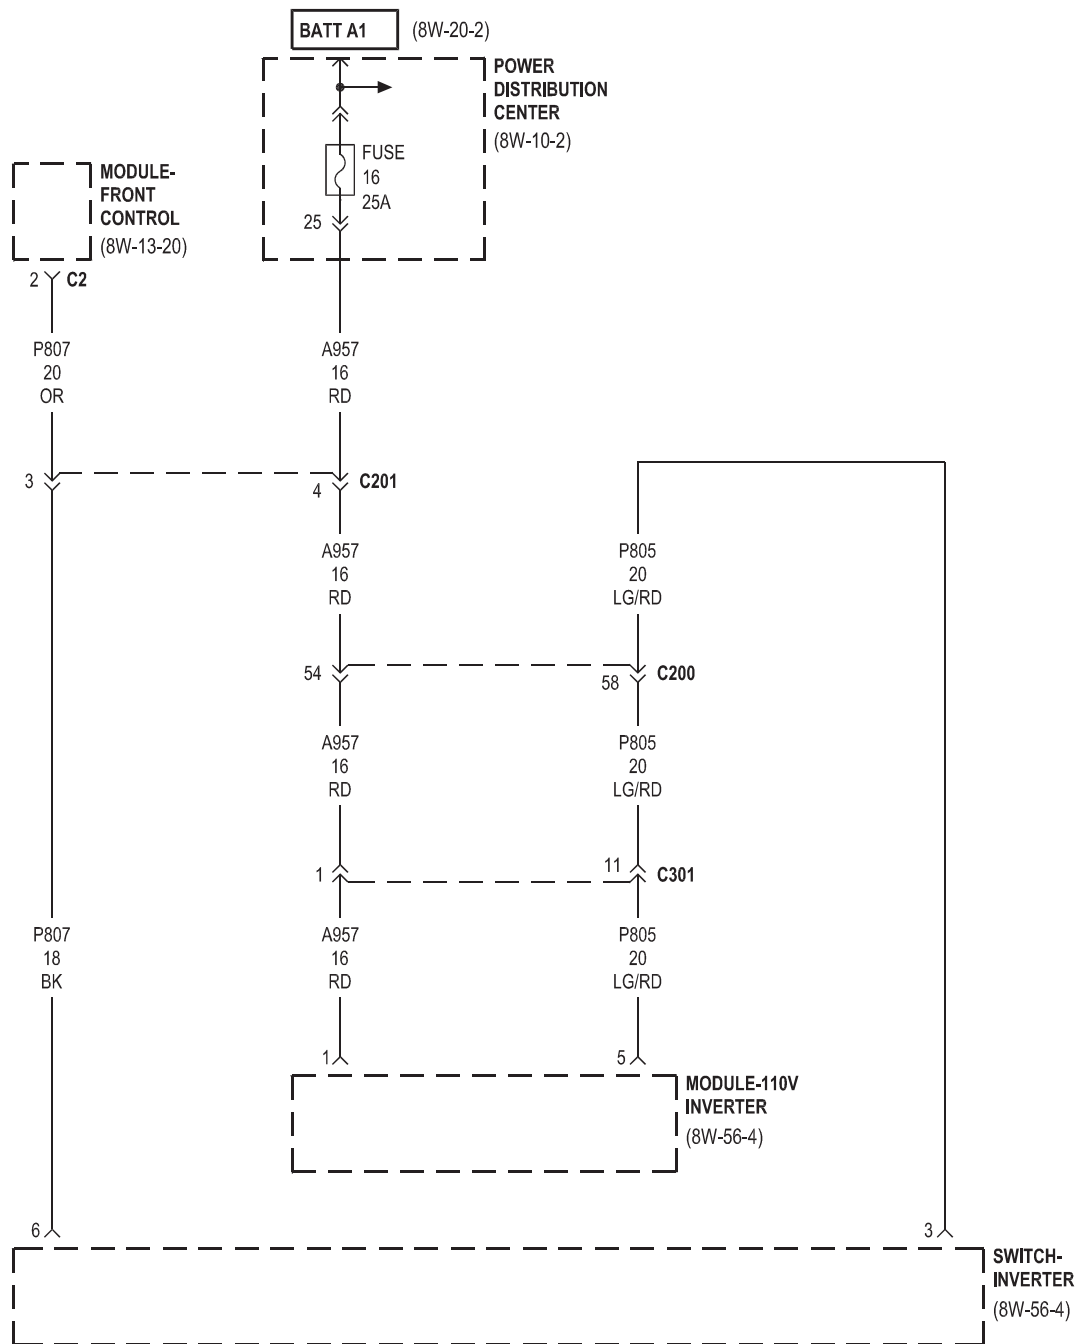 BATT A1 (8W-20-2)
POWER
DISTRIBUTION
CENTER
(8W-10-2)
FUSE
16
25A
25
MODULE-
FRONT
CONTROL
(8W-13-20)
2 C2
P807
20
OR
A957
16
RD
3
4
C201
A957
16
RD
P805
20
LG/RD
54
58
C200
A957
16
RD
P805
20
LG/RD
1
11
C301
P807
18
BK
A957
16
RD
P805
20
LG/RD
1
5
MODULE-110V
INVERTER
(8W-56-4)
6
3
SWITCH-
INVERTER
(8W-56-4)